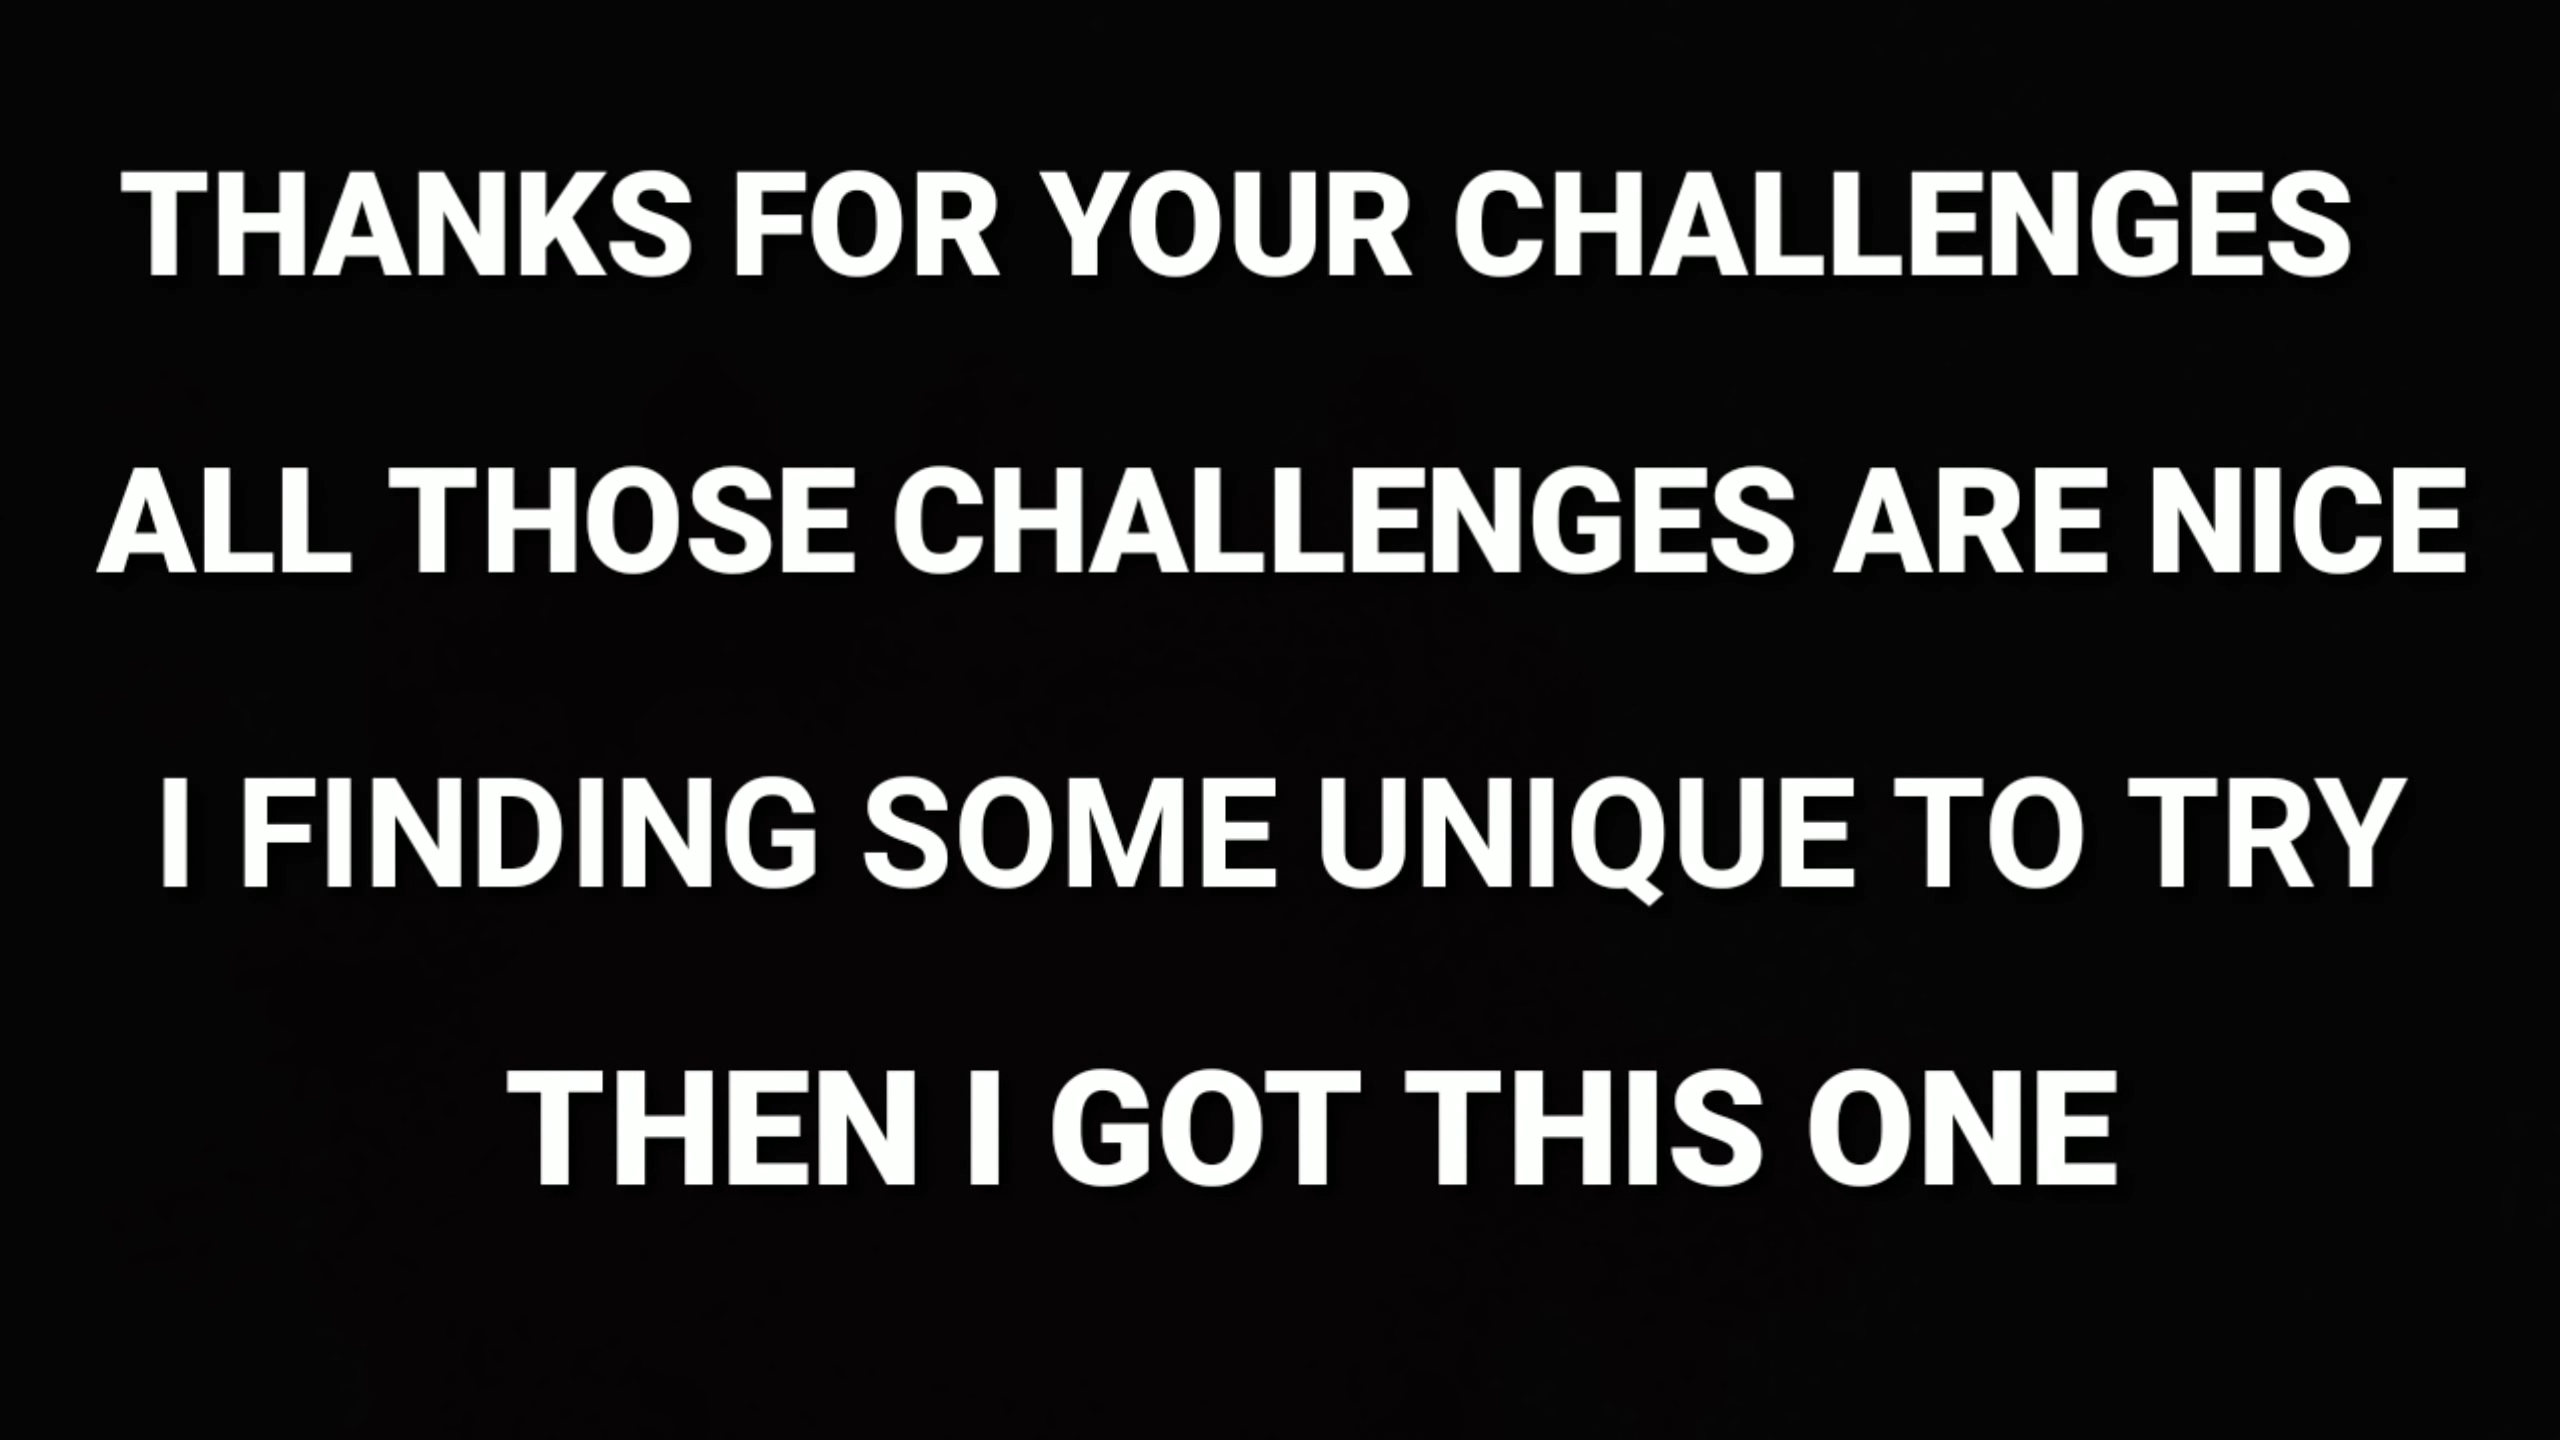 THANKS FOR YOUR CHALLENGES
ALL THOSE CHALLENGES ARE NICE
I FINDING SOME UNIQUE TO TRY
THEN I GOT THIS ONE